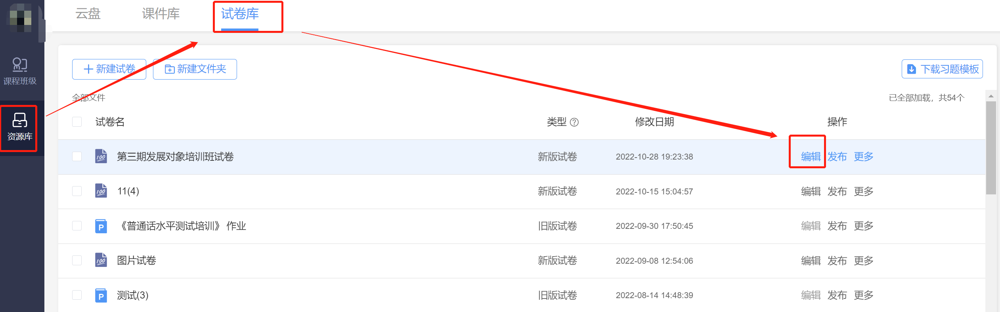 云盘 课件库 试卷库
课程班级
资源库
新建试卷 新建文件夹 下载习题模板
全部文件 已全部加载，共54个
试卷名 类型 ? 修改日期 操作
100 第三期发展对象培训班试卷 新版试卷 2022-10-28 19:23:38 编辑 发布 更多
100 11(4) 新版试卷 2022-10-15 15:04:57 编辑 发布 更多
P 《普通话水平测试培训》 作业 旧版试卷 2022-09-30 17:50:45 编辑 发布 更多
100 图片试卷 新版试卷 2022-09-08 12:54:06 编辑 发布 更多
P 测试(3) 旧版试卷 2022-08-14 14:48:39 编辑 发布 更多